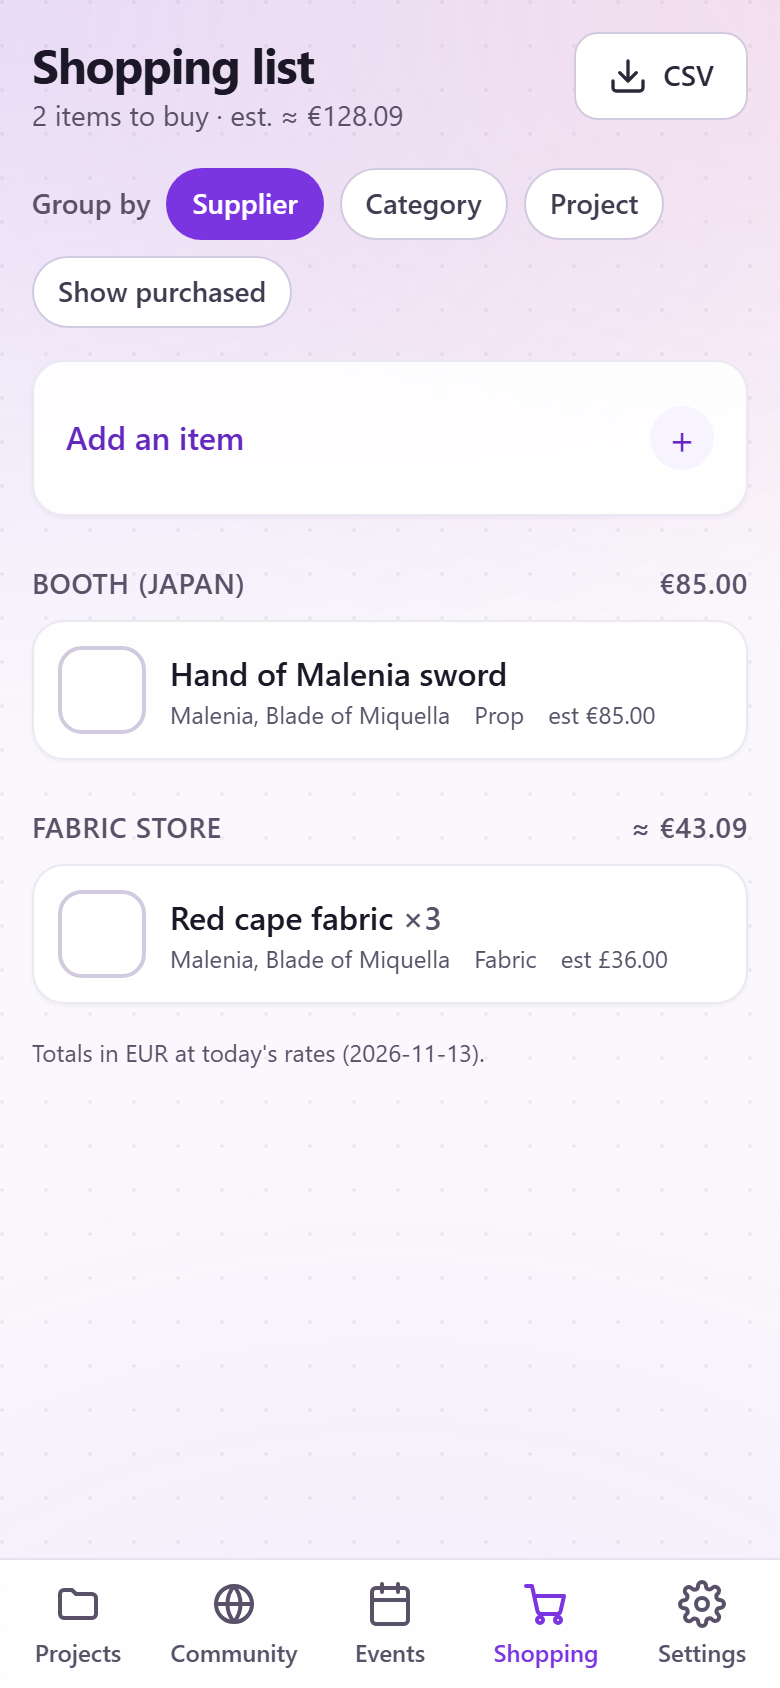 Shopping list
2 items to buy · est. ≈ €128.09
CSV
Group by Supplier Category Project
Show purchased
Add an item +
BOOTH (JAPAN) €85.00
Hand of Malenia sword
Malenia, Blade of Miquella Prop est €85.00
FABRIC STORE ≈ €43.09
Red cape fabric ×3
Malenia, Blade of Miquella Fabric est £36.00
Totals in EUR at today's rates (2026-11-13).
Projects Community Events Shopping Settings